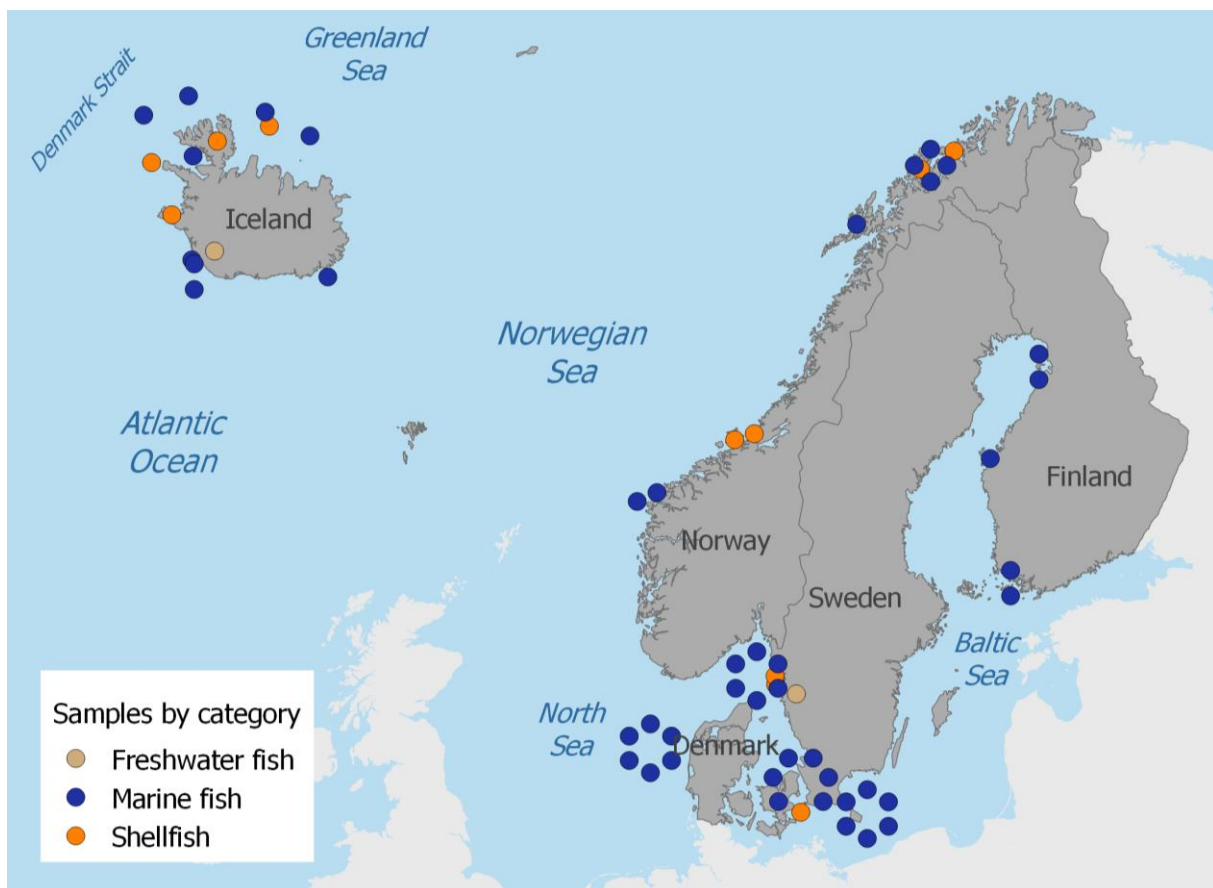 Greenland
Sea
Denmark Strait
Iceland
Norwegian
Sea
Atlantic
Ocean
Finland
Norway
Sweden
Baltic
Sea
North
Sea
Denmark
Samples by category
Freshwater fish
Marine fish
Shellfish